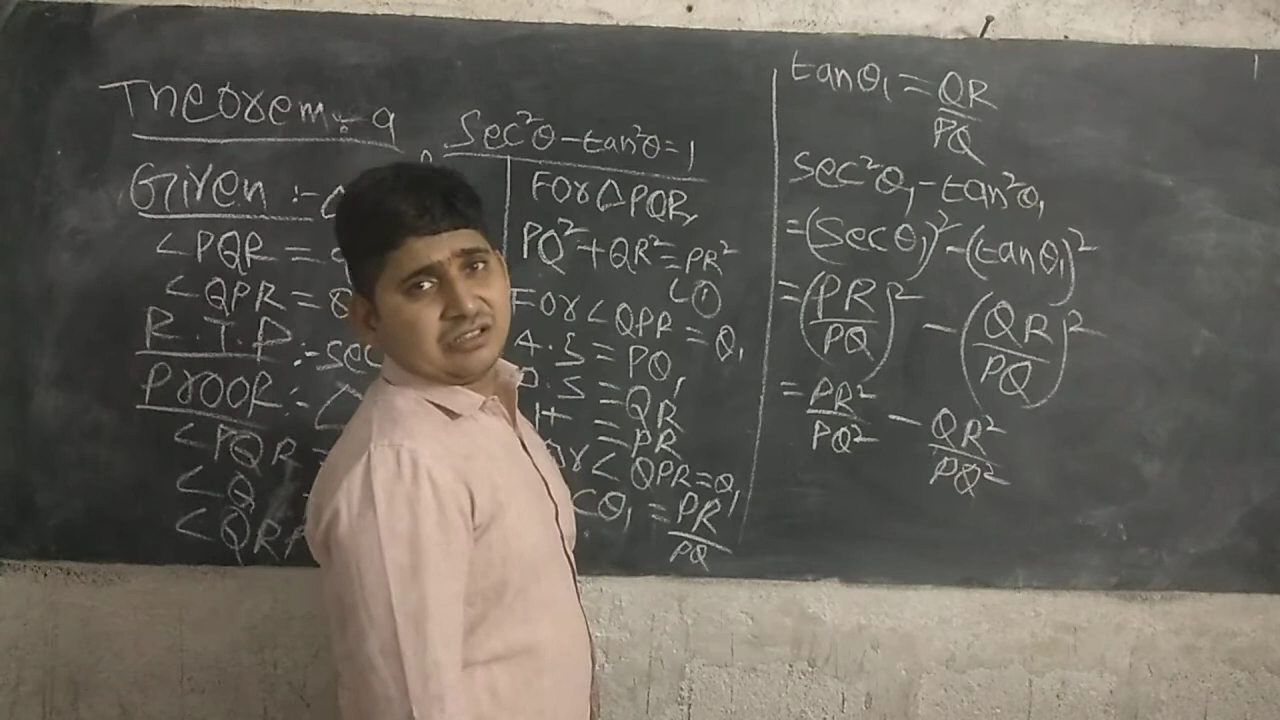 Theorem:- 9
Sec²θ - tan²θ = 1
Given :-
<PQR =
<QPR = θ
R.T.P :- sec
Proof :- △
<PQR =
<Q
<QRP
For △PQR,
PQ² + QR² = PR²
<①
For < QPR = θ₁
A.S = PQ
O.S = QR
H = PR
For < QPR = θ₁
Secθ₁ = PR/PQ
tanθ₁ = QR/PQ
sec²θ₁ - tan²θ₁
= (secθ₁)² - (tanθ₁)²
= (PR/PQ)² - (QR/PQ)²
= PR²/PQ² - QR²/PQ²